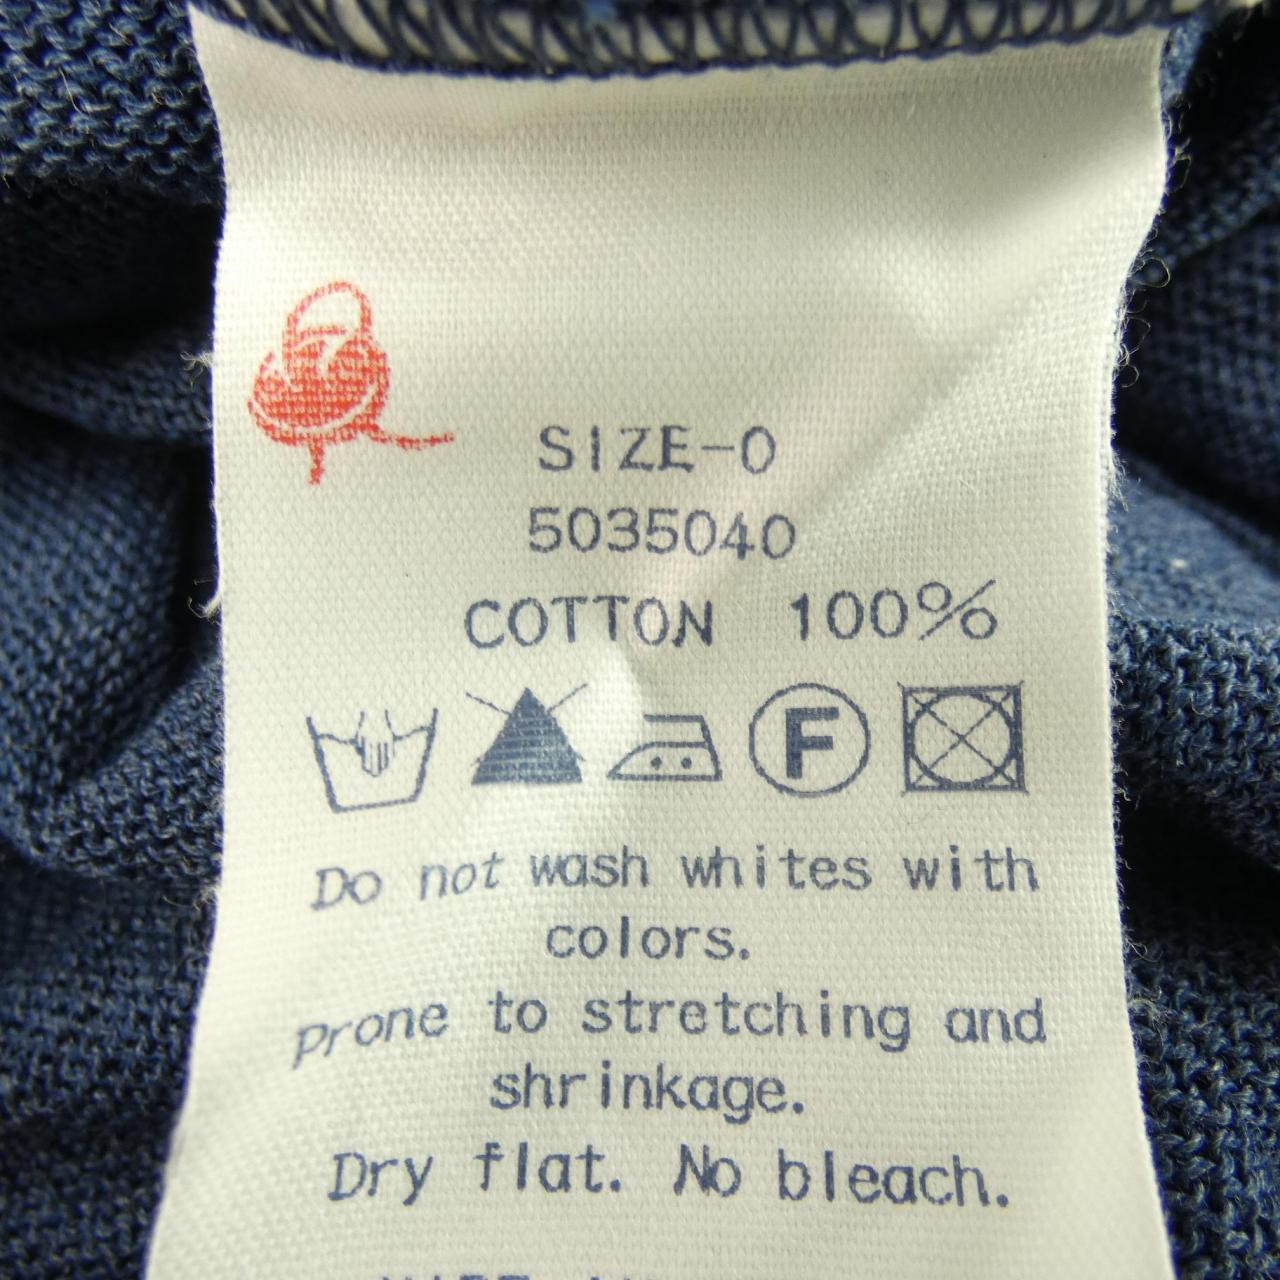 SIZE-0
5035040
COTTON 100%
F
Do not wash whites with
colors.
prone to stretching and
shrinkage.
Dry flat. No bleach.